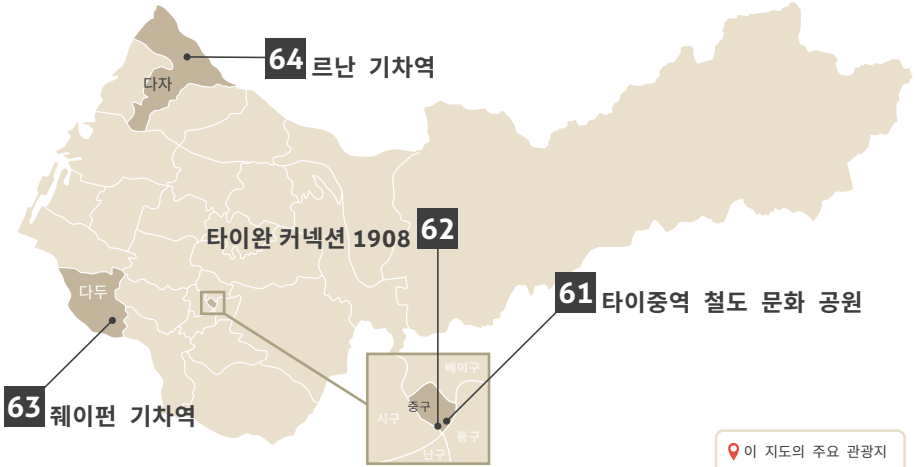 64 르난 기차역
다자
타이완 커넥션 1908 62
다두
61 타이중역 철도 문화 공원
베이구
중구
시구
둥구
난구
63 줴이펀 기차역
이 지도의 주요 관광지